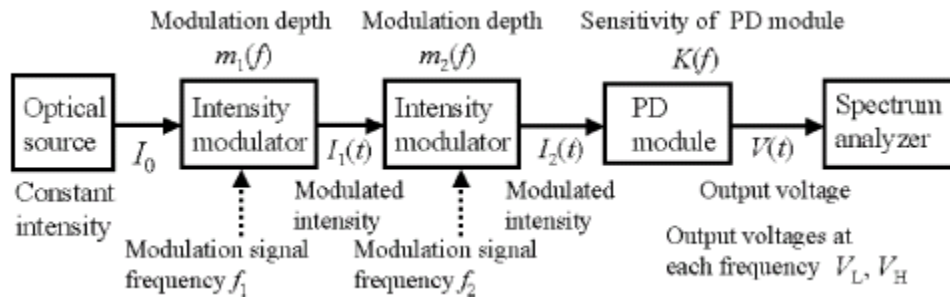 Modulation depth
m₁(f)
Modulation depth
m₂(f)
Sensitivity of PD module
K(f)
Optical
source
Intensity
modulator
Intensity
modulator
PD
module
Spectrum
analyzer
I₀
I₁(t)
I₂(t)
V(t)
Constant
intensity
Modulated
intensity
Modulated
intensity
Output voltage
Modulation signal
frequency f₁
Modulation signal
frequency f₂
Output voltages at
each frequency V_L, V_H